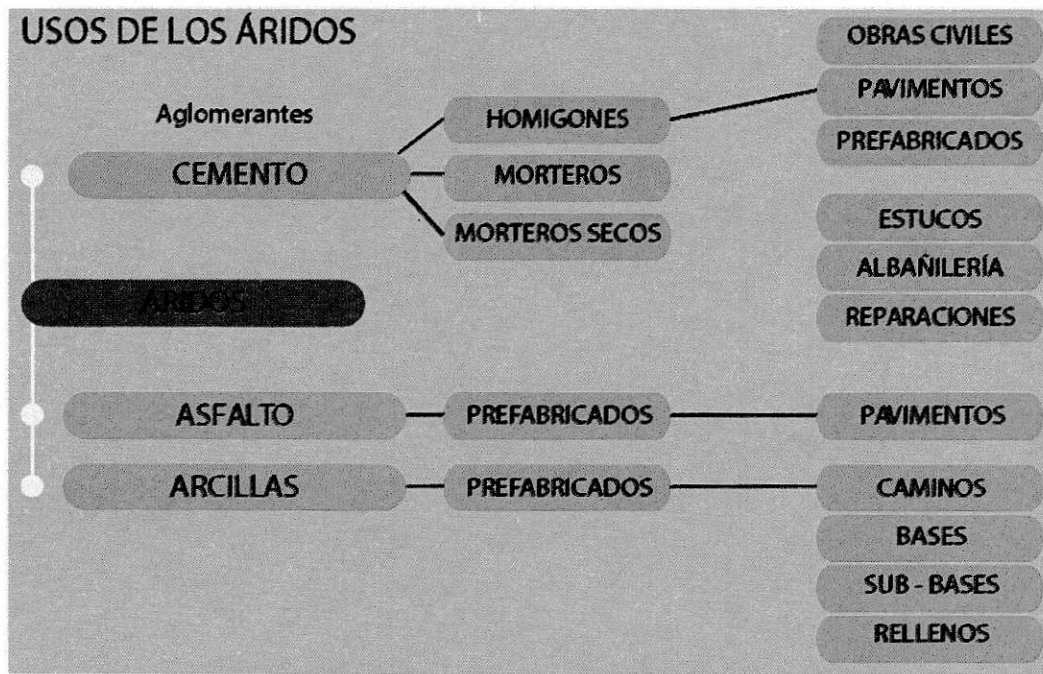 USOS DE LOS ÁRIDOS
Aglomerantes
CEMENTO
HOMIGONES
MORTEROS
MORTEROS SECOS
OBRAS CIVILES
PAVIMENTOS
PREFABRICADOS
ESTUCOS
ALBAÑILERÍA
REPARACIONES
ÁRIDOS
ASFALTO
PREFABRICADOS
PAVIMENTOS
ARCILLAS
PREFABRICADOS
CAMINOS
BASES
SUB - BASES
RELLENOS